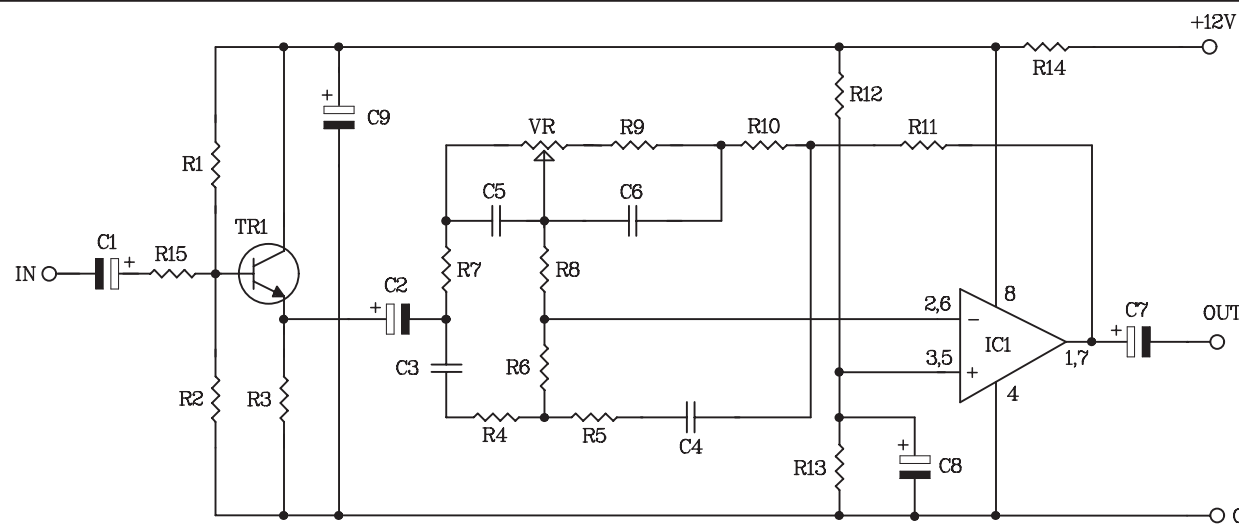 +12V
R14
R12
C9
VR
R9
R10
R11
R1
C5
C6
TR1
C1
+
R15
IN
R7
R8
C2
+
8
2,6
−
C7
+
OUT
IC1
3,5
+
1,7
C3
R6
4
R2
R3
R4
R5
C4
R13
+
C8
+